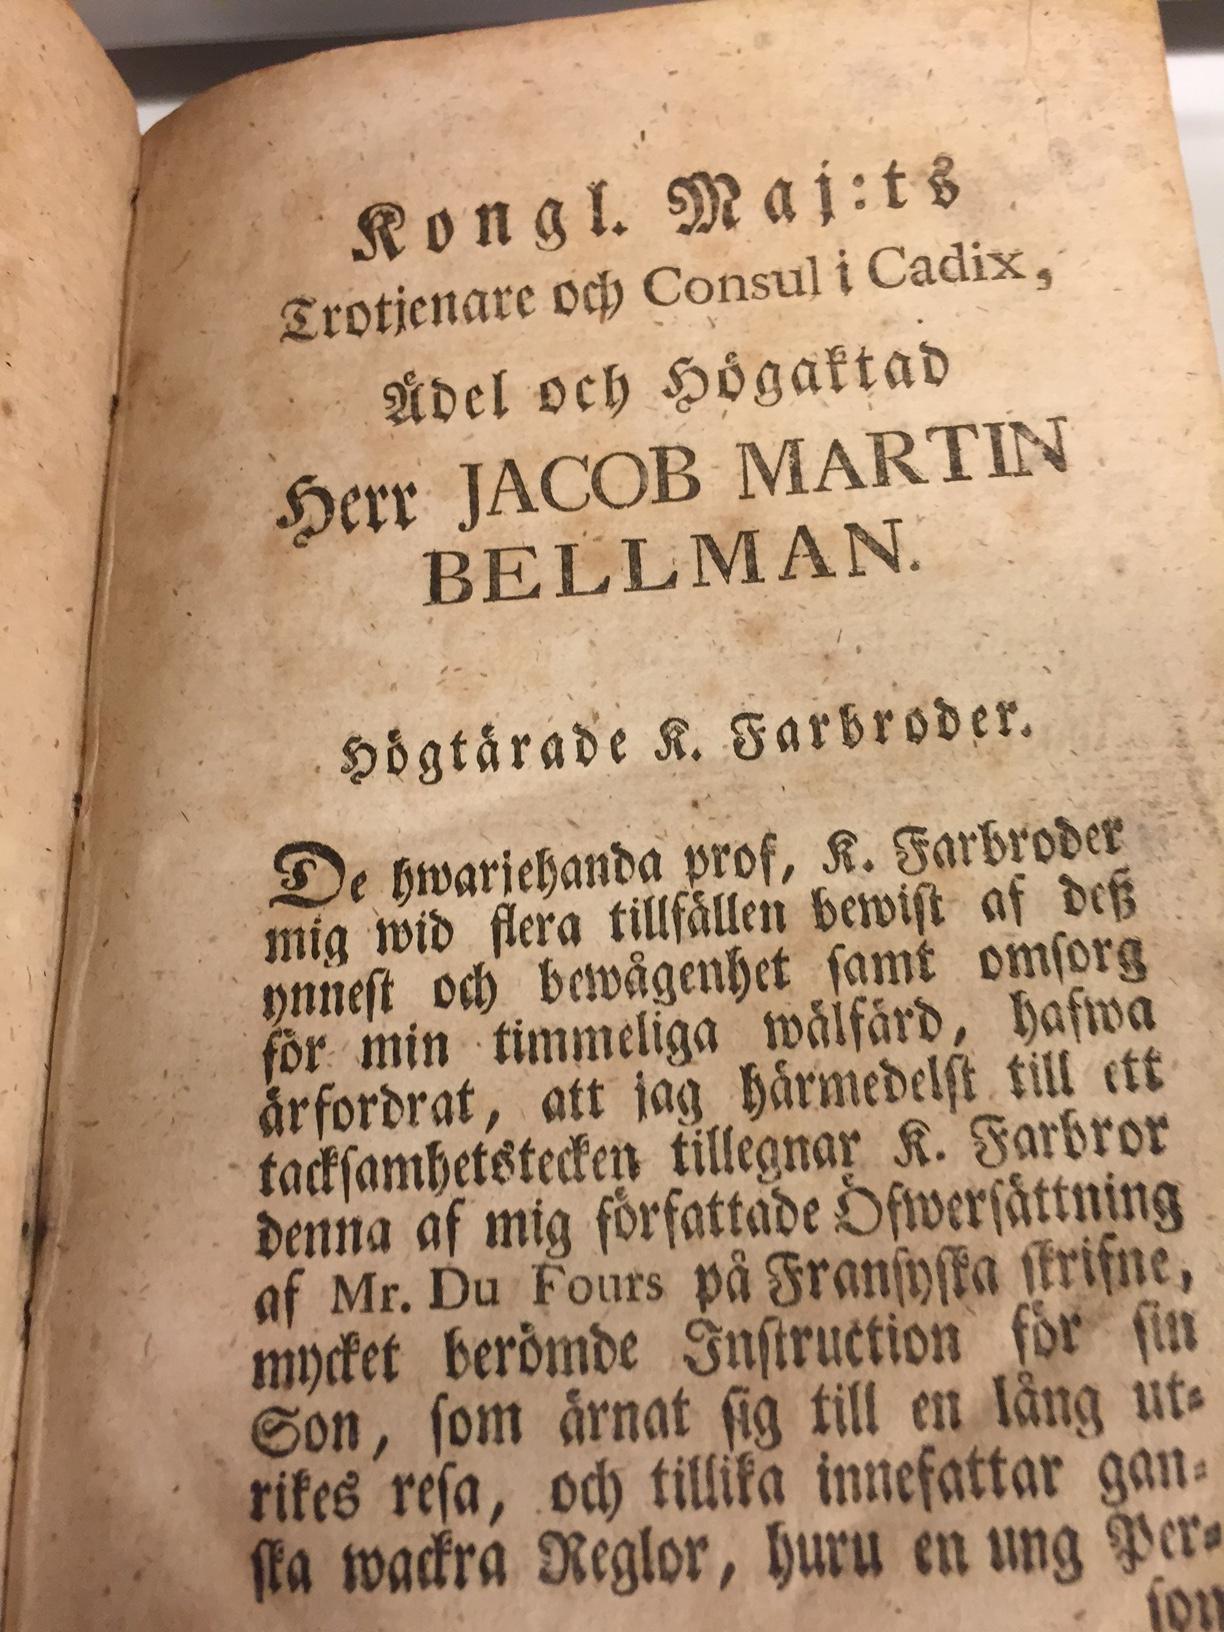 Kongl. Maj:ts
Trotjenare och Consul i Cadix,
Ädel och Högaktad
Herr JACOB MARTIN
BELLMAN.
Högtärade K. Farbroder.
De hwarjehanda prof, K. Farbroder
mig wid flera tillfällen bewist af deß
ynnest och bewågenhet samt omsorg
för min timmeliga wälfärd, hafwa
ärfordrat, att jag härmedelst till ett
tacksamhetstecken tillegnar K. Farbror
denna af mig författade Öfwersättning
af Mr. Du Fours på Fransyska skrifne,
mycket berömde Instruction för sin
Son, som ärnat sig till en lång ut-
rikes resa, och tillika innefattar gan-
ska wackra Reglor, huru en ung Per-
son